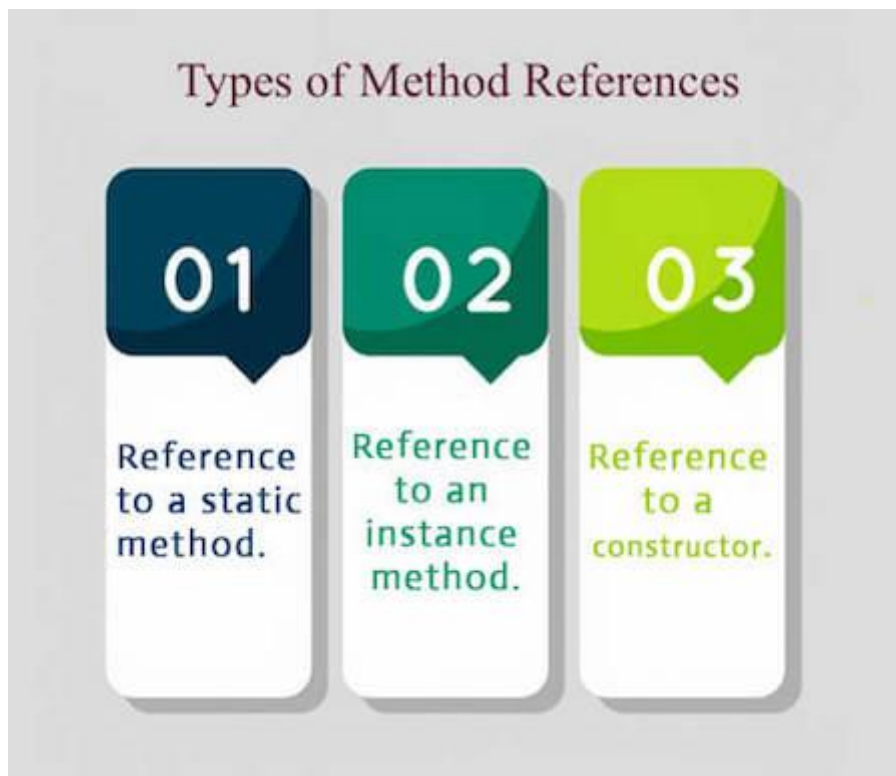 Types of Method References
01
Reference
to a static
method.
02
Reference
to an
instance
method.
03
Reference
to a
constructor.